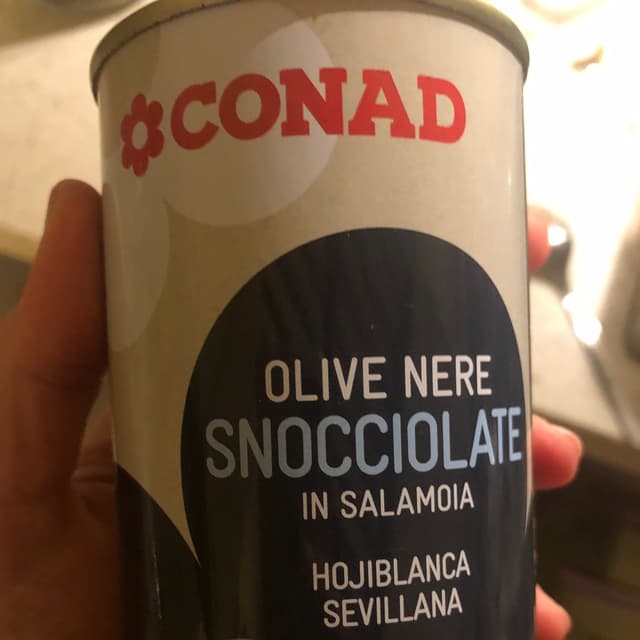 CONAD
OLIVE NERE
SNOCCIOLATE
IN SALAMOIA
HOJIBLANCA
SEVILLANA